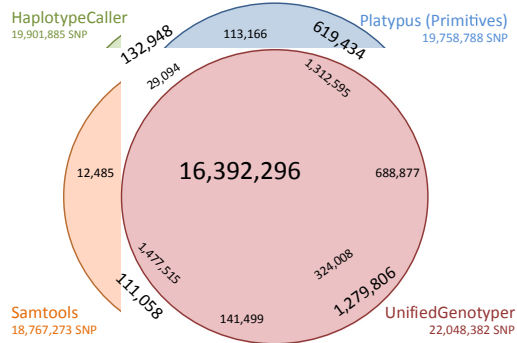 HaplotypeCaller
19,901,885 SNP
132,948
113,166
619,434
Platypus (Primitives)
19,758,788 SNP
29,094
1,312,595
12,485
16,392,296
688,877
1,477,515
324,008
111,058
141,499
1,279,806
Samtools
18,767,273 SNP
UnifiedGenotyper
22,048,382 SNP